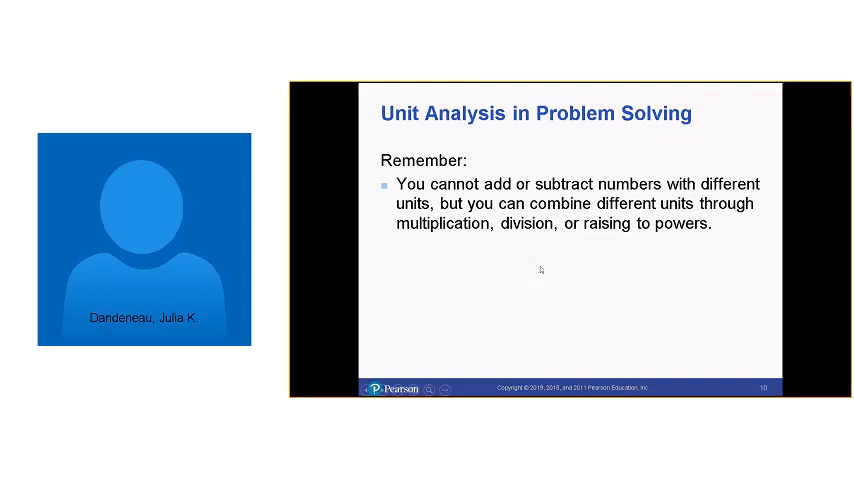 Unit Analysis in Problem Solving
Remember:
You cannot add or subtract numbers with different
units, but you can combine different units through
multiplication, division, or raising to powers.
Dandeneau, Julia K.
Pearson
Copyright © 2019, 2015, and 2011 Pearson Education, Inc.
10